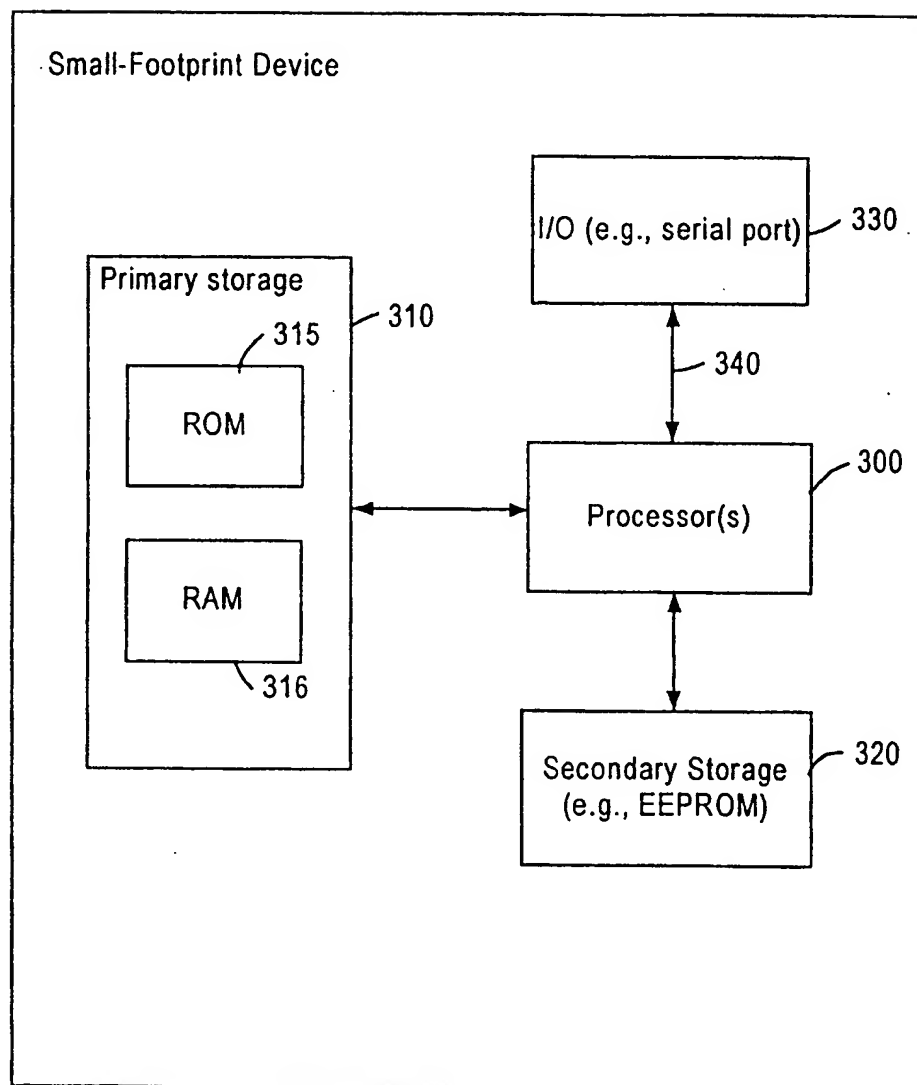 Small-Footprint Device
I/O (e.g., serial port)
330
Primary storage
310
315
340
ROM
300
Processor(s)
RAM
316
320
Secondary Storage
(e.g., EEPROM)